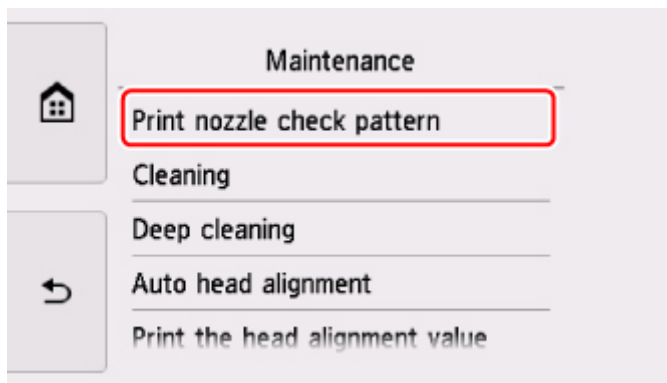 Maintenance
Print nozzle check pattern
Cleaning
Deep cleaning
Auto head alignment
Print the head alignment value